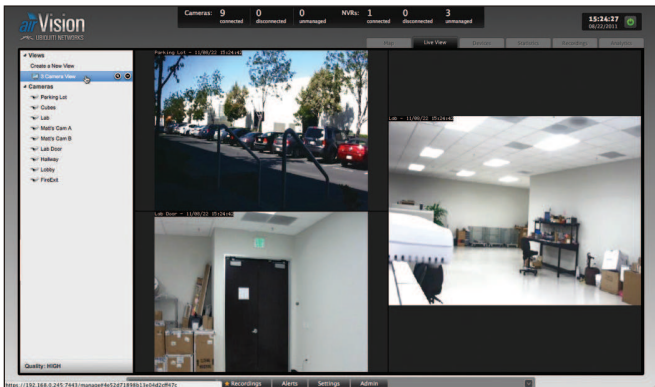 airVision
UBIQUITI NETWORKS
Cameras: 9 connected 0 disconnected 0 unmanaged NVRs: 1 connected 0 disconnected 3 unmanaged
15:24:27
08/22/2011
Map Live View Devices Statistics Recordings Analytics
Views
Create a New View
3 Camera View
Cameras
Parking Lot
Cubes
Lab
Matt's Cam A
Matt's Cam B
Lab Door
Hallway
Lobby
FireExit
Parking Lot - 11/08/22 15:24:42
Lab - 11/08/22 15:24:42
Lab Door - 11/08/22 15:24:42
Quality: HIGH
Recordings Alerts Settings Admin